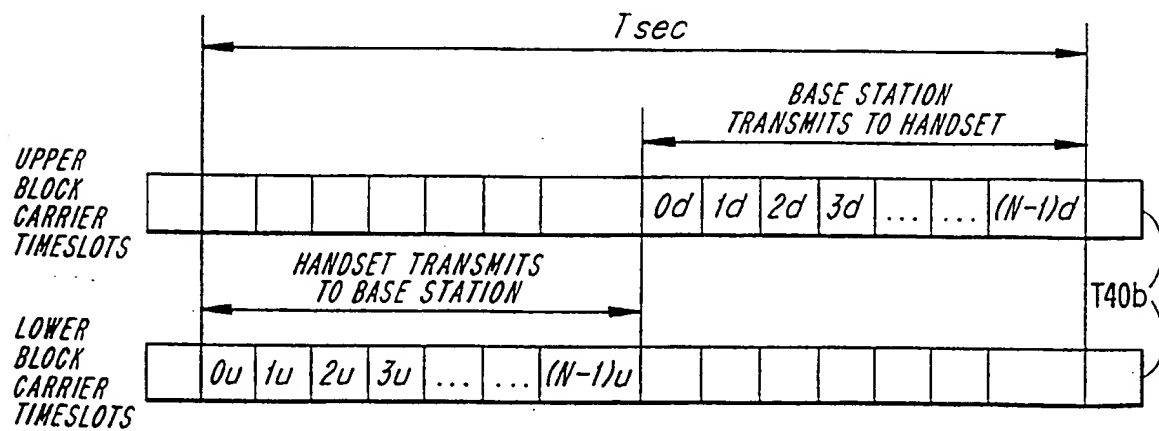 T sec
BASE STATION
TRANSMITS TO HANDSET
UPPER
BLOCK
CARRIER
TIMESLOTS
0d 1d 2d 3d ... ... (N-1)d
HANDSET TRANSMITS
TO BASE STATION
T40b
LOWER
BLOCK
CARRIER
TIMESLOTS
0u 1u 2u 3u ... ... (N-1)u